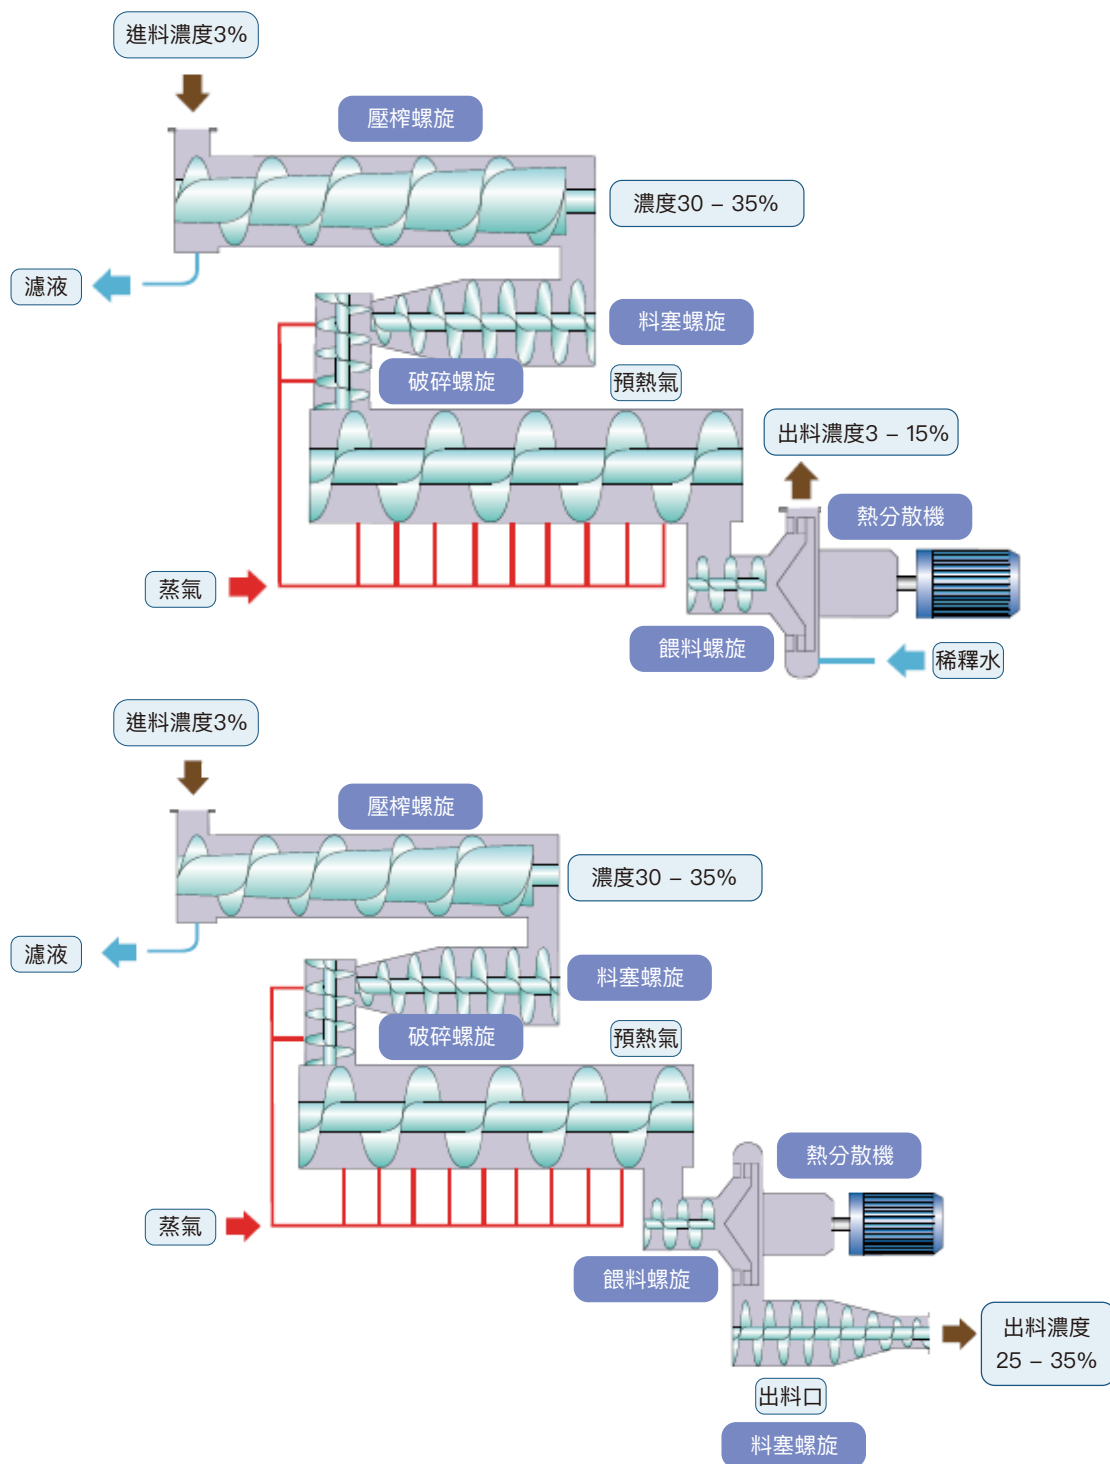 進料濃度3%
壓榨螺旋
濃度30 – 35%
濾液
料塞螺旋
破碎螺旋
預熱氣
出料濃度3 – 15%
熱分散機
蒸氣
餵料螺旋
稀釋水
進料濃度3%
壓榨螺旋
濃度30 – 35%
濾液
料塞螺旋
破碎螺旋
預熱氣
熱分散機
蒸氣
餵料螺旋
出料濃度
25 – 35%
出料口
料塞螺旋